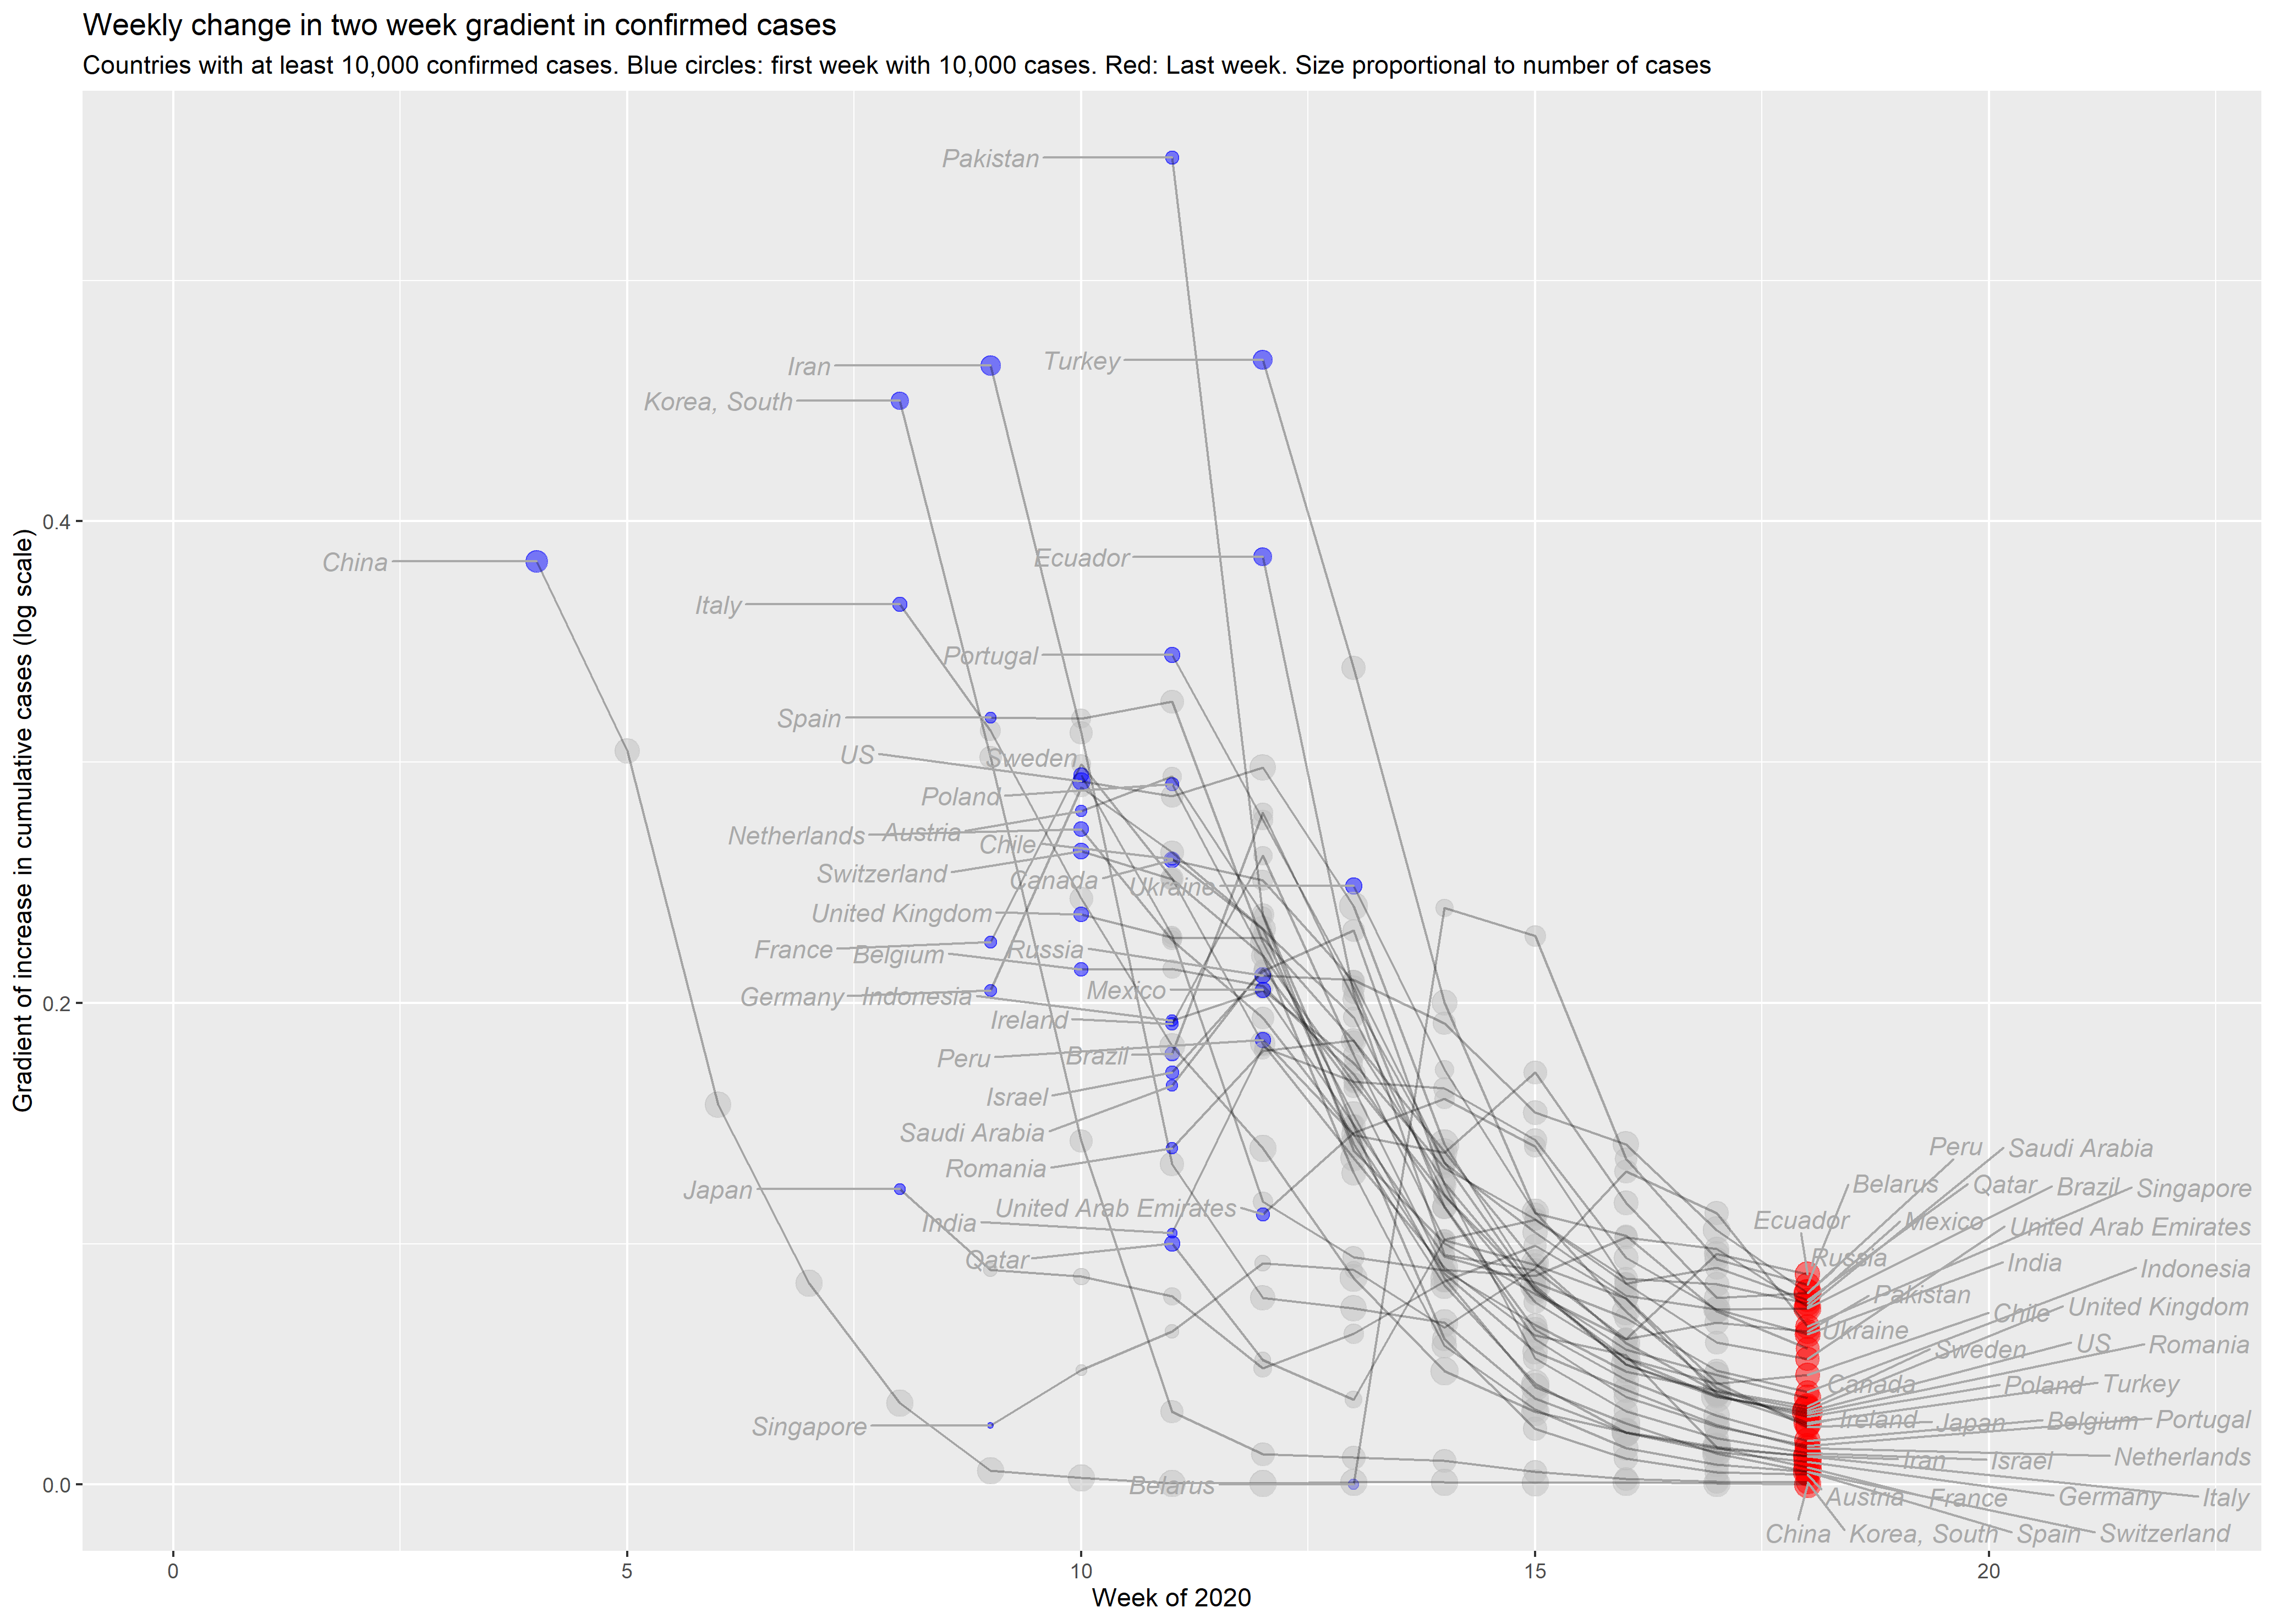 Weekly change in two week gradient in confirmed cases
Countries with at least 10,000 confirmed cases. Blue circles: first week with 10,000 cases. Red: Last week. Size proportional to number of cases
Gradient of increase in cumulative cases (log scale)
0.4
0.2
0.0
Pakistan
Iran
Turkey
Korea, South
China
Ecuador
Italy
Portugal
Spain
US
Sweden
Poland
Netherlands
Austria
Chile
Switzerland
Canada
Ukraine
United Kingdom
France
Belgium
Russia
Germany
Indonesia
Mexico
Ireland
Peru
Brazil
Israel
Saudi Arabia
Romania
Japan
United Arab Emirates
India
Qatar
Singapore
Belarus
Peru
Saudi Arabia
Belarus
Qatar
Brazil
Singapore
Ecuador
Mexico
United Arab Emirates
Russia
India
Indonesia
Pakistan
Chile
United Kingdom
Ukraine
Sweden
US
Romania
Canada
Poland
Turkey
Ireland
Japan
Belgium
Portugal
Iran
Israel
Netherlands
Austria
France
Germany
Italy
China
Korea, South
Spain
Switzerland
0
5
10
15
20
Week of 2020